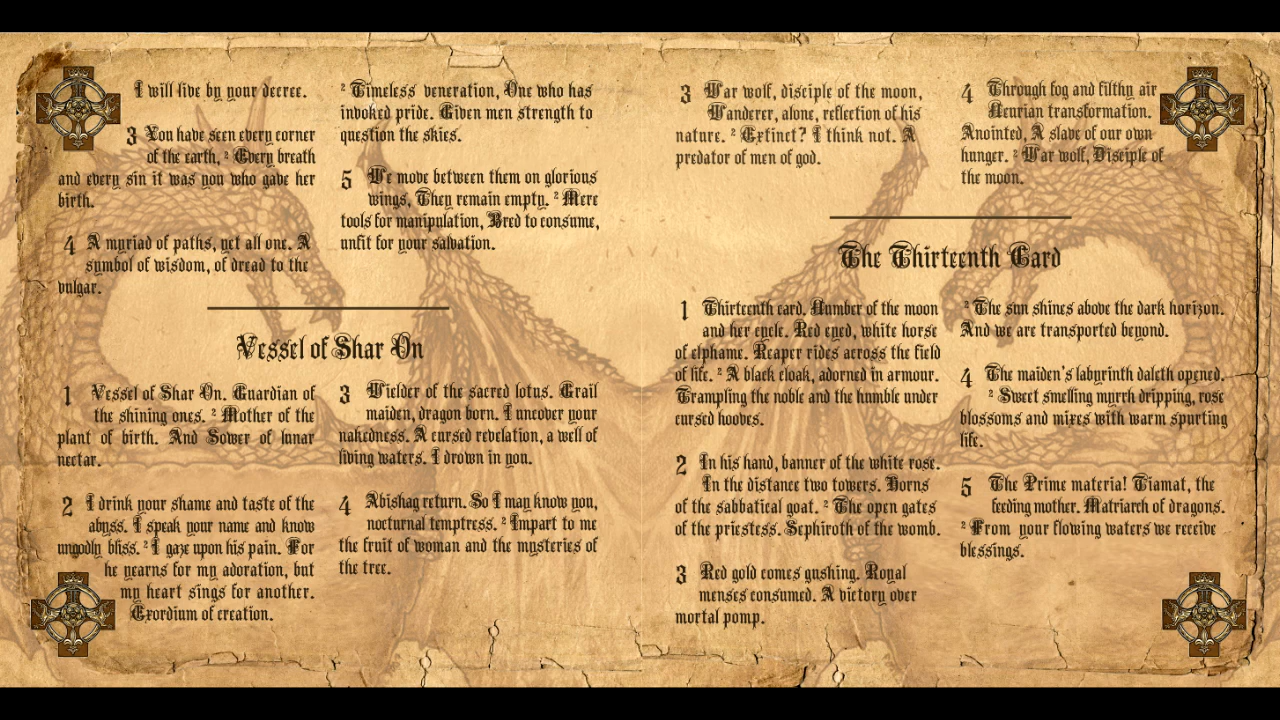 I will live by your decree.
3 You have seen every corner
of the earth, ² Every breath
and every sin it was you who gave her
birth.
4 A myriad of paths, yet all one. A
symbol of wisdom, of dread to the
vulgar.
² Timeless veneration, One who has
invoked pride. Given men strength to
question the skies.
5 We move between them on glorious
wings, They remain empty. ² Mere
tools for manipulation, Bred to consume,
unfit for your salvation.
Vessel of Shar On
1 Vessel of Shar On. Guardian of
the shining ones. ² Mother of the
plant of birth. And Sower of lunar
nectar.
2 I drink your shame and taste of the
abyss. I speak your name and know
ungodly bliss. ² I gaze upon his pain. For
he yearns for my adoration, but
my heart sings for another.
Exordium of creation.
3 Wielder of the sacred lotus. Grail
maiden, dragon born. I uncover your
nakedness. A cursed revelation, a well of
living waters. I drown in you.
4 Abishag return. So I may know you,
nocturnal temptress. ² Impart to me
the fruit of woman and the mysteries of
the tree.
3 War wolf, disciple of the moon,
Wanderer, alone, reflection of his
nature. ² Extinct? I think not. A
predator of men of god.
4 Through fog and filthy air
Neurian transformation.
Anointed, A slave of our own
hunger. ² War wolf, Disciple of
the moon.
The Thirteenth Card
1 Thirteenth card. Number of the moon
and her cycle. Red eyed, white horse
of elphame. Reaper rides across the field
of life. ² A black cloak, adorned in armour.
Trampling the noble and the humble under
cursed hooves.
2 In his hand, banner of the white rose.
In the distance two towers. Horns
of the sabbatical goat. ² The open gates
of the priestess. Sephiroth of the womb.
3 Red gold comes gushing. Royal
menses consumed. A victory over
mortal pomp.
² The sun shines above the dark horizon.
And we are transported beyond.
4 The maiden's labyrinth daleth opened.
² Sweet smelling myrrh dripping, rose
blossoms and mixes with warm spurting
life.
5 The Prime materia! Tiamat, the
feeding mother. Matriarch of dragons.
² From your flowing waters we receive
blessings.